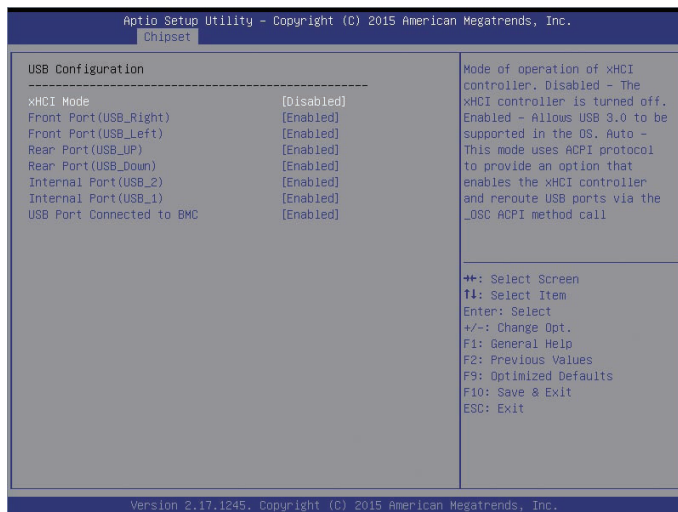 Aptio Setup Utility – Copyright (C) 2015 American Megatrends, Inc.
Chipset
USB Configuration
------------------------------------------------
xHCI Mode [Disabled]
Front Port(USB_Right) [Enabled]
Front Port(USB_Left) [Enabled]
Rear Port(USB_UP) [Enabled]
Rear Port(USB_Down) [Enabled]
Internal Port(USB_2) [Enabled]
Internal Port(USB_1) [Enabled]
USB Port Connected to BMC [Enabled]
Mode of operation of xHCI
controller. Disabled – The
xHCI controller is turned off.
Enabled – Allows USB 3.0 to be
supported in the OS. Auto –
This mode uses ACPI protocol
to provide an option that
enables the xHCI controller
and reroute USB ports via the
_OSC ACPI method call
→←: Select Screen
↑↓: Select Item
Enter: Select
+/-: Change Opt.
F1: General Help
F2: Previous Values
F9: Optimized Defaults
F10: Save & Exit
ESC: Exit
Version 2.17.1245. Copyright (C) 2015 American Megatrends, Inc.